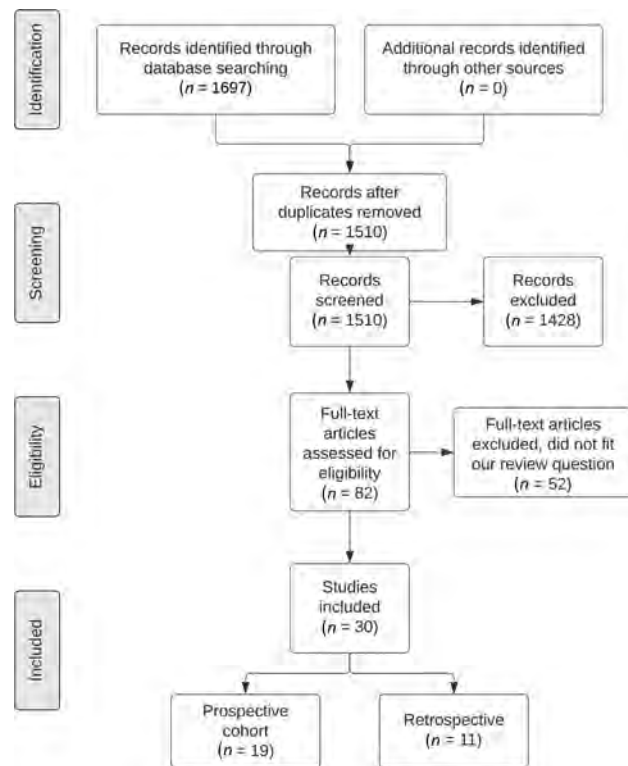 Identification
Records identified through
database searching
(n = 1697)
Additional records identified
through other sources
(n = 0)
Screening
Records after
duplicates removed
(n = 1510)
Records
screened
(n = 1510)
Records
excluded
(n = 1428)
Eligibility
Full-text
articles
assessed for
eligibility
(n = 82)
Full-text articles
excluded, did not fit
our review question
(n = 52)
Included
Studies
included
(n = 30)
Prospective
cohort
(n = 19)
Retrospective
(n = 11)